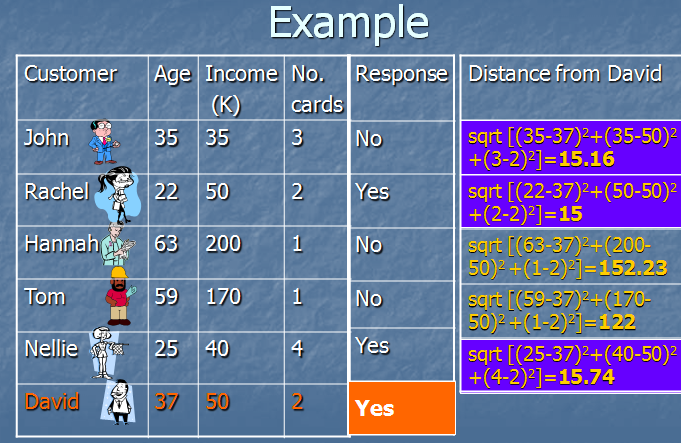 Example
Customer Age Income (K) No. cards Response Distance from David
John 35 35 3 No sqrt [(35-37)²+(35-50)²
+(3-2)²]=15.16
Rachel 22 50 2 Yes sqrt [(22-37)²+(50-50)²
+(2-2)²]=15
Hannah 63 200 1 No sqrt [(63-37)²+(200-
50)²+(1-2)²]=152.23
Tom 59 170 1 No sqrt [(59-37)²+(170-
50)²+(1-2)²]=122
Nellie 25 40 4 Yes sqrt [(25-37)²+(40-50)²
+(4-2)²]=15.74
David 37 50 2 Yes